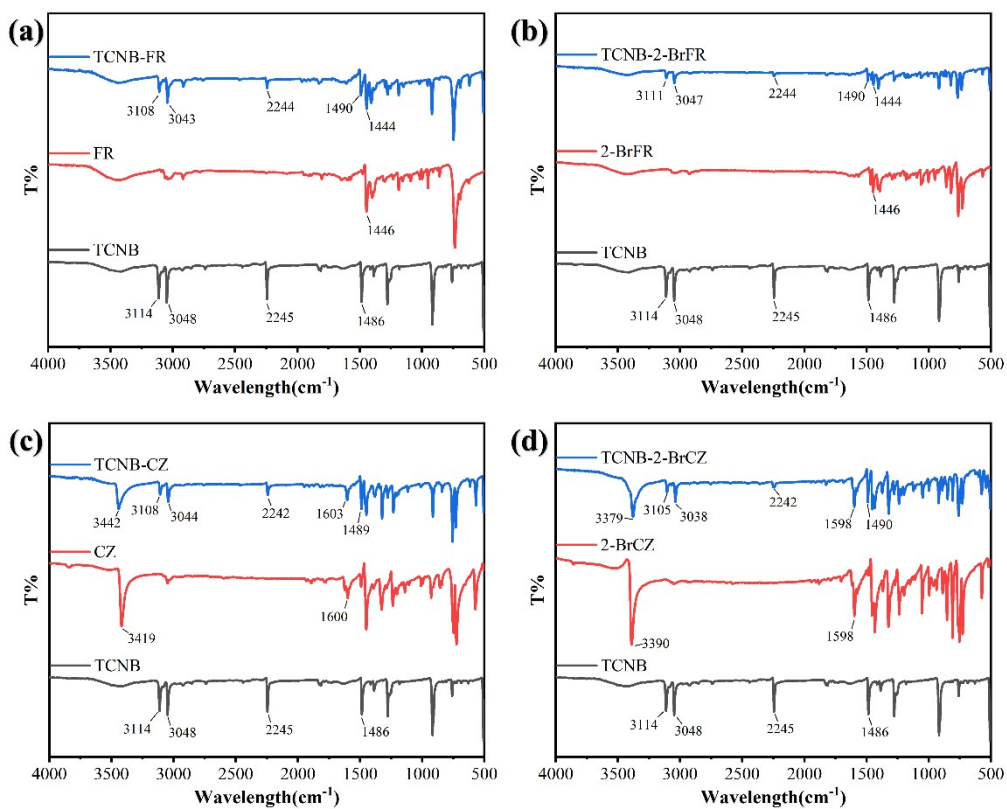 (a)
TCNB-FR
3108
3043
2244
1490
1444
FR
1446
TCNB
3114
3048
2245
1486
T%
4000 3500 3000 2500 2000 1500 1000 500
Wavelength(cm⁻¹)
(b)
TCNB-2-BrFR
3111
3047
2244
1490
1444
2-BrFR
1446
TCNB
3114
3048
2245
1486
T%
4000 3500 3000 2500 2000 1500 1000 500
Wavelength(cm⁻¹)
(c)
TCNB-CZ
3442
3108
3044
2242
1603
1489
CZ
3419
1600
TCNB
3114
3048
2245
1486
T%
4000 3500 3000 2500 2000 1500 1000 500
Wavelength(cm⁻¹)
(d)
TCNB-2-BrCZ
3379
3105
3038
2242
1598
1490
2-BrCZ
3390
1598
TCNB
3114
3048
2245
1486
T%
4000 3500 3000 2500 2000 1500 1000 500
Wavelength(cm⁻¹)